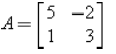 A = [5 −2
1 3]